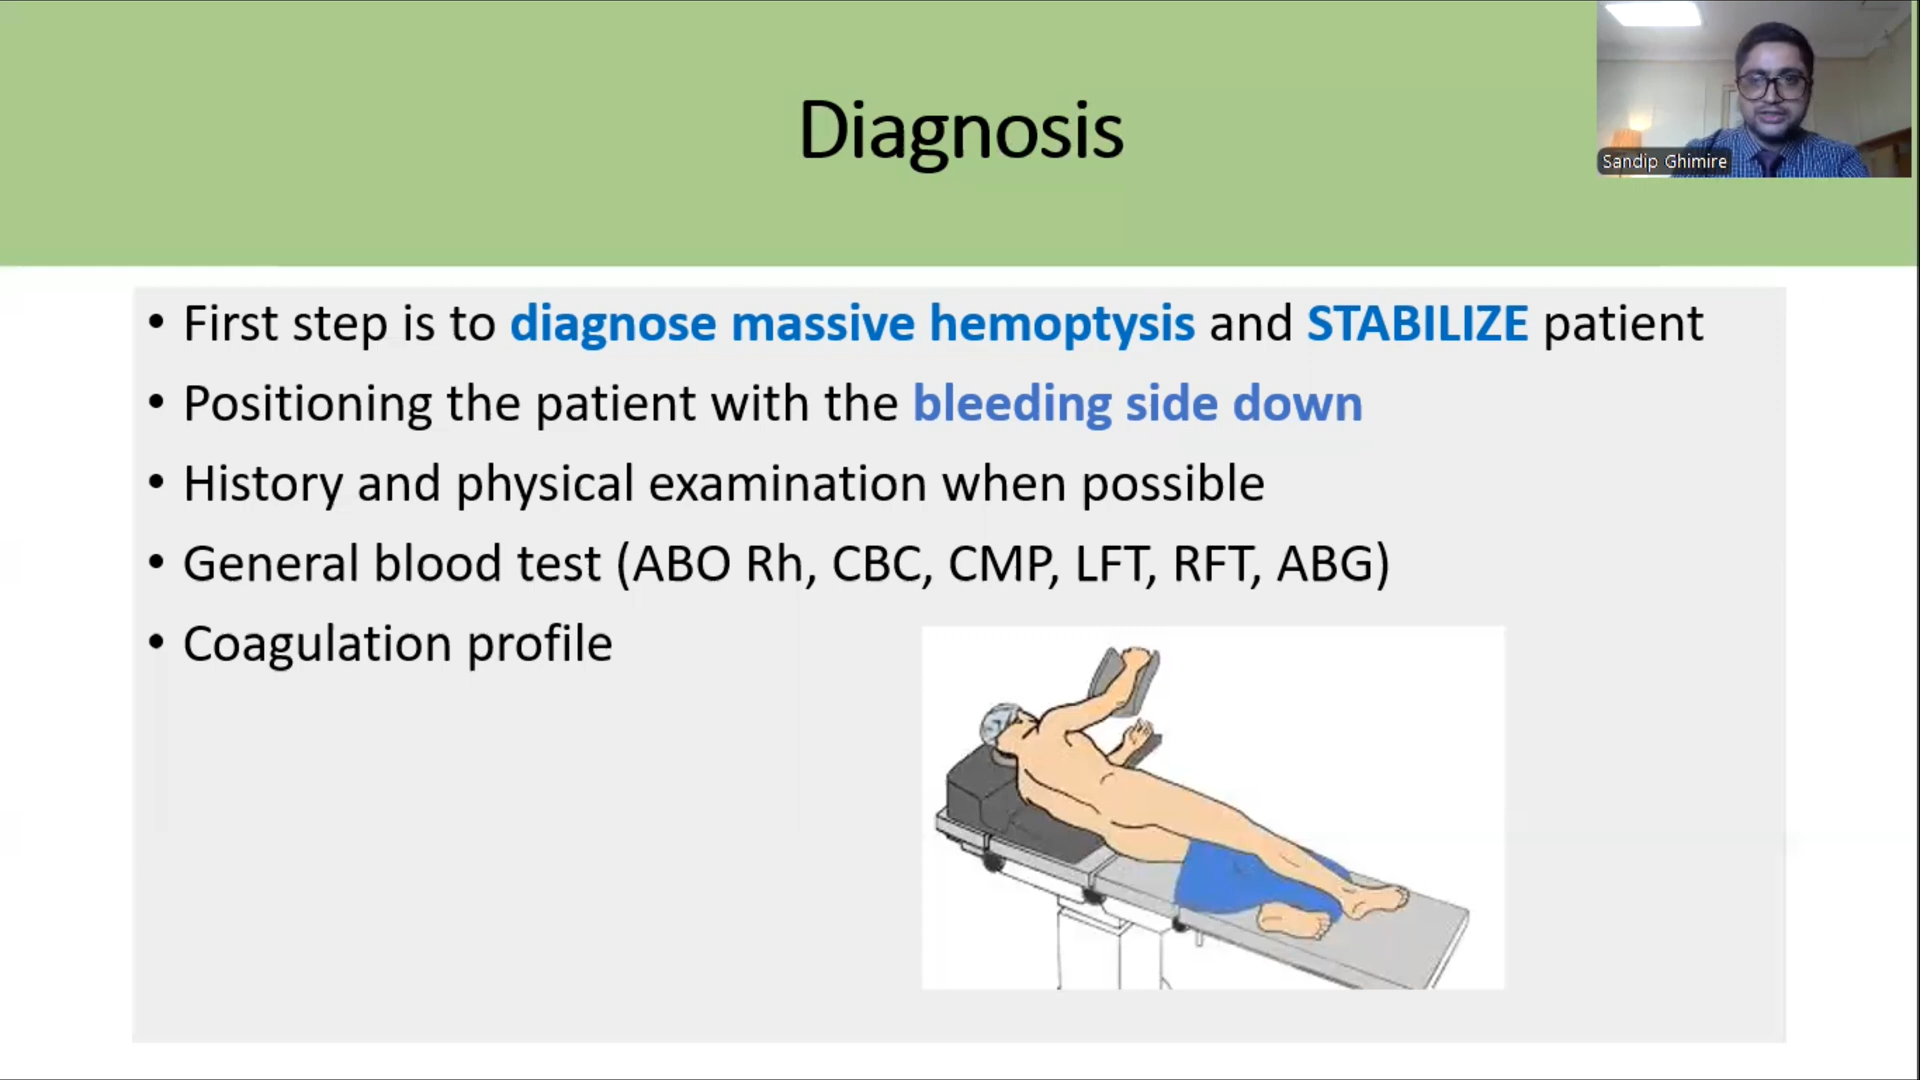 Diagnosis
Sandip Ghimire
• First step is to diagnose massive hemoptysis and STABILIZE patient
• Positioning the patient with the bleeding side down
• History and physical examination when possible
• General blood test (ABO Rh, CBC, CMP, LFT, RFT, ABG)
• Coagulation profile